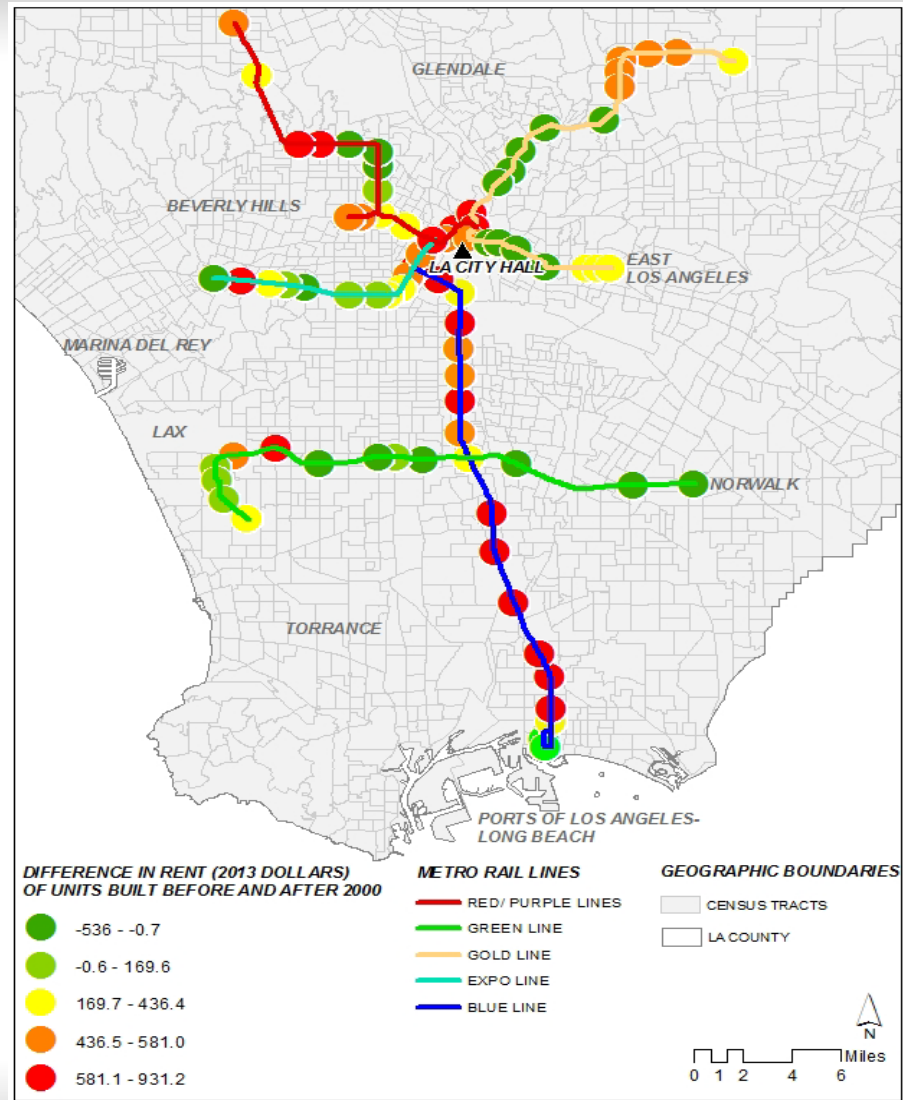 GLENDALE
BEVERLY HILLS
LA CITY HALL
EAST
LOS ANGELES
MARINA DEL REY
LAX
NORWALK
TORRANCE
PORTS OF LOS ANGELES-
LONG BEACH
DIFFERENCE IN RENT (2013 DOLLARS)
OF UNITS BUILT BEFORE AND AFTER 2000
-536 - -0.7
-0.6 - 169.6
169.7 - 436.4
436.5 - 581.0
581.1 - 931.2
METRO RAIL LINES
RED/ PURPLE LINES
GREEN LINE
GOLD LINE
EXPO LINE
BLUE LINE
GEOGRAPHIC BOUNDARIES
CENSUS TRACTS
LA COUNTY
N
Miles
0 1 2 4 6